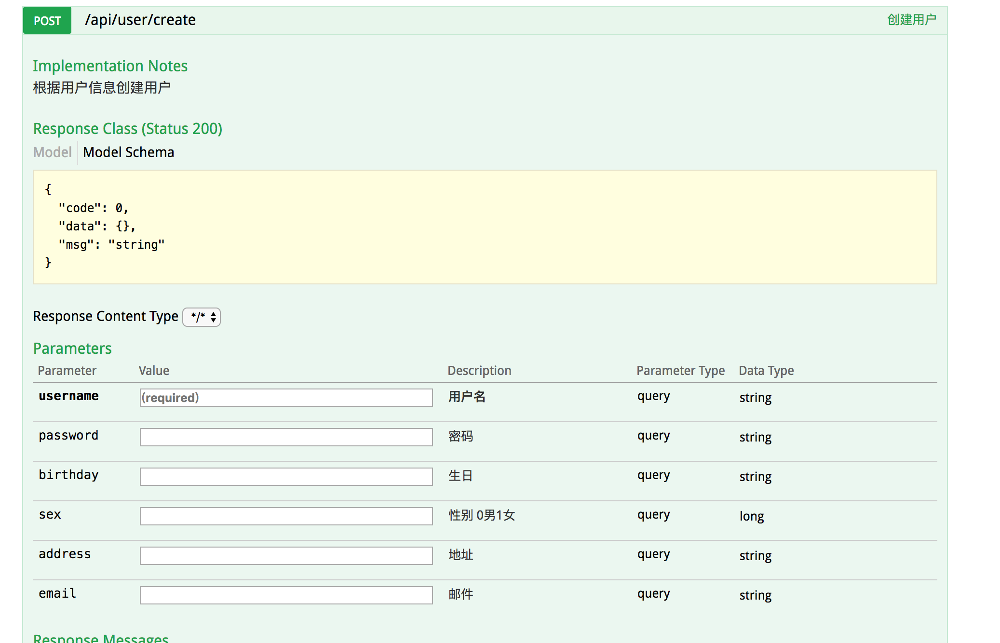 POST /api/user/create 创建用户
Implementation Notes
根据用户信息创建用户
Response Class (Status 200)
Model Model Schema
{
"code": 0,
"data": {},
"msg": "string"
}
Response Content Type */*
Parameters
Parameter Value Description Parameter Type Data Type
username (required) 用户名 query string
password 密码 query string
birthday 生日 query string
sex 性别 0男1女 query long
address 地址 query string
email 邮件 query string
Response Messages